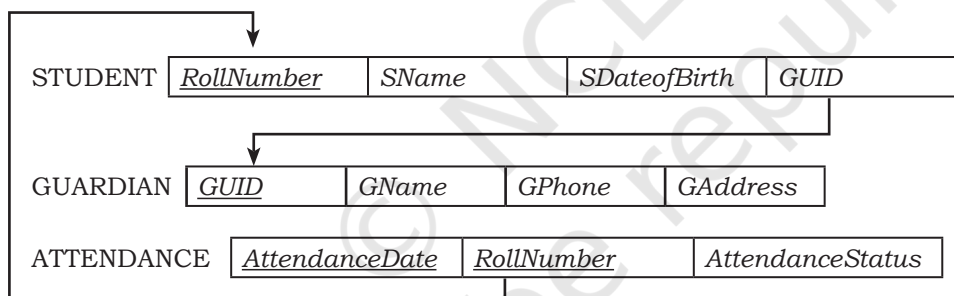 STUDENT RollNumber SName SDateofBirth GUID
GUARDIAN GUID GName GPhone GAddress
ATTENDANCE AttendanceDate RollNumber AttendanceStatus